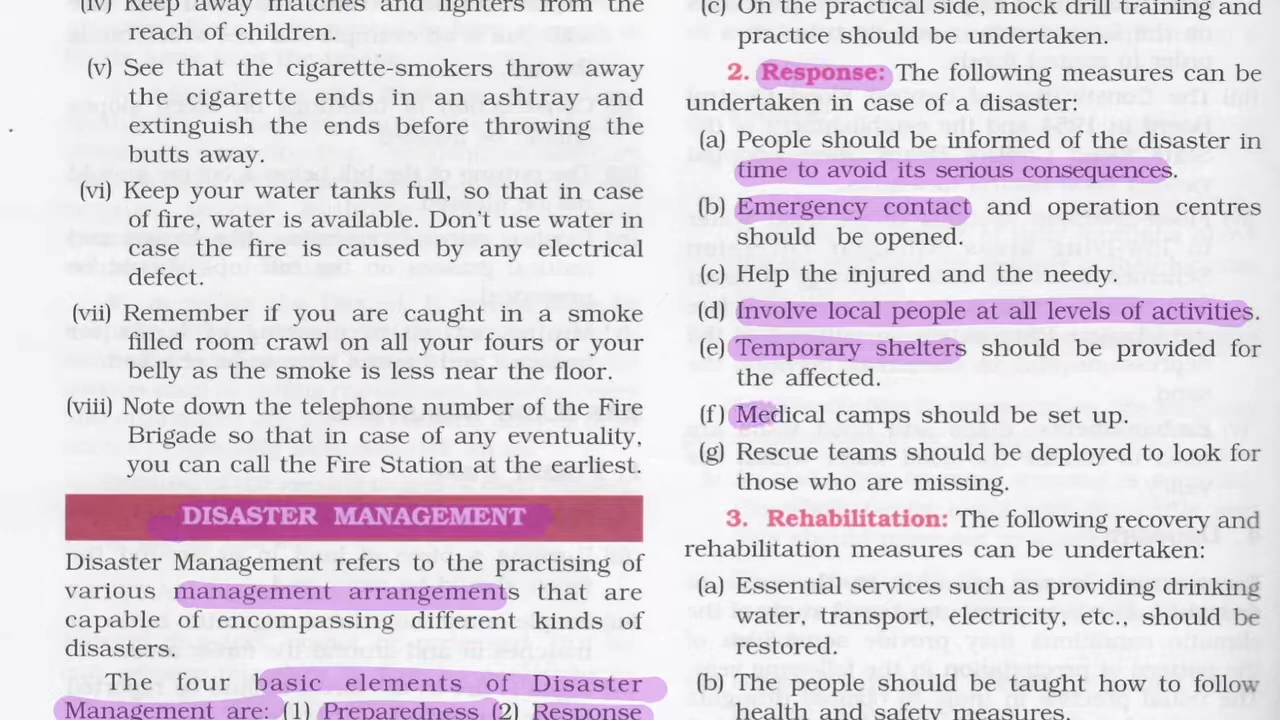 (iv) Keep away matches and lighters from the
reach of children.
(v) See that the cigarette-smokers throw away
the cigarette ends in an ashtray and
extinguish the ends before throwing the
butts away.
(vi) Keep your water tanks full, so that in case
of fire water is available. Don't use water in
case the fire is caused by any electrical
defect.
(vii) Remember if you are caught in a smoke
filled room crawl on all your fours or your
belly as the smoke is less near the floor.
(viii) Note down the telephone number of the Fire
Brigade so that in case of any eventuality,
you can call the Fire Station at the earliest.
DISASTER MANAGEMENT
Disaster Management refers to the practising of
various management arrangements that are
capable of encompassing different kinds of
disasters.
The four basic elements of Disaster
Management are: (1) Preparedness (2) Response
(c) On the practical side, mock drill training and
practice should be undertaken.
2. Response: The following measures can be
undertaken in case of a disaster:
(a) People should be informed of the disaster in
time to avoid its serious consequences.
(b) Emergency contact and operation centres
should be opened.
(c) Help the injured and the needy.
(d) Involve local people at all levels of activities.
(e) Temporary shelters should be provided for
the affected.
(f) Medical camps should be set up.
(g) Rescue teams should be deployed to look for
those who are missing.
3. Rehabilitation: The following recovery and
rehabilitation measures can be undertaken:
(a) Essential services such as providing drinking
water, transport, electricity, etc., should be
restored.
(b) The people should be taught how to follow
health and safety measures.